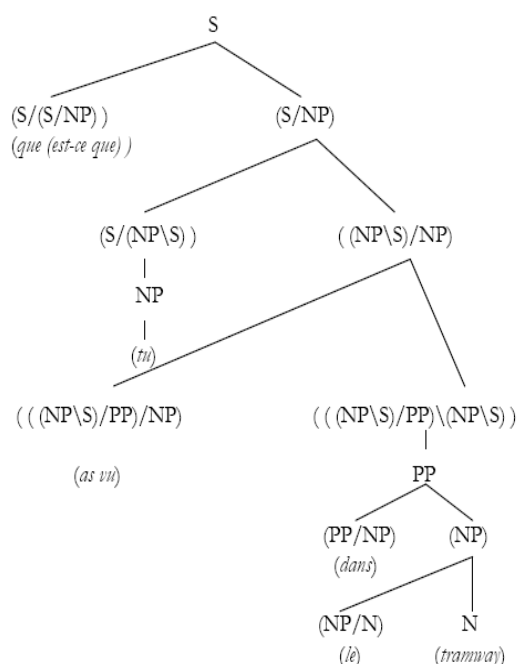 S
(S/(S/NP) ) (S/NP)
(que (est-ce que) )
(S/(NP\S) ) ( (NP\S)/NP)
NP
(tu)
( ( (NP\S)/PP)/NP) ( ( (NP\S)/PP)\(NP\S) )
(as vu) PP
(PP/NP) (NP)
(dans)
(NP/N) N
(le) (tramway)